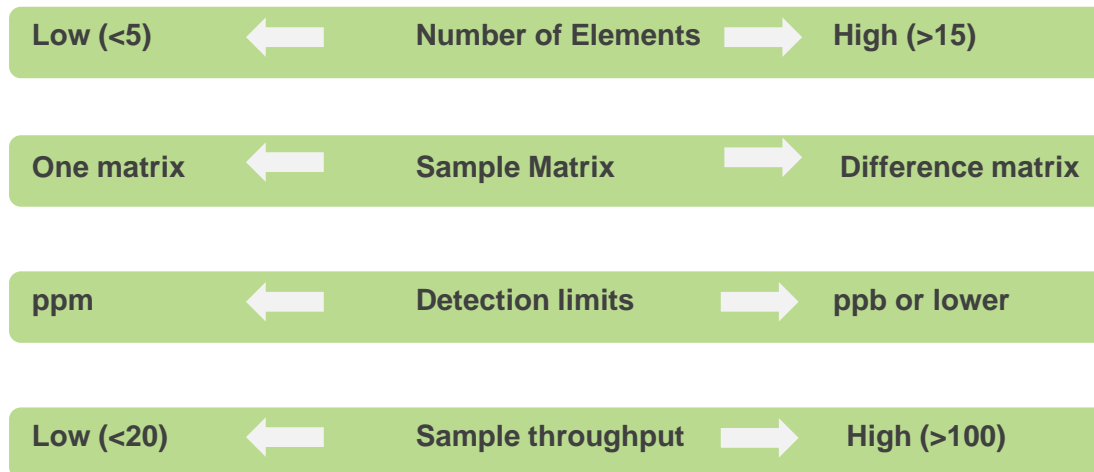 Low (<5) Number of Elements High (>15)
One matrix Sample Matrix Difference matrix
ppm Detection limits ppb or lower
Low (<20) Sample throughput High (>100)